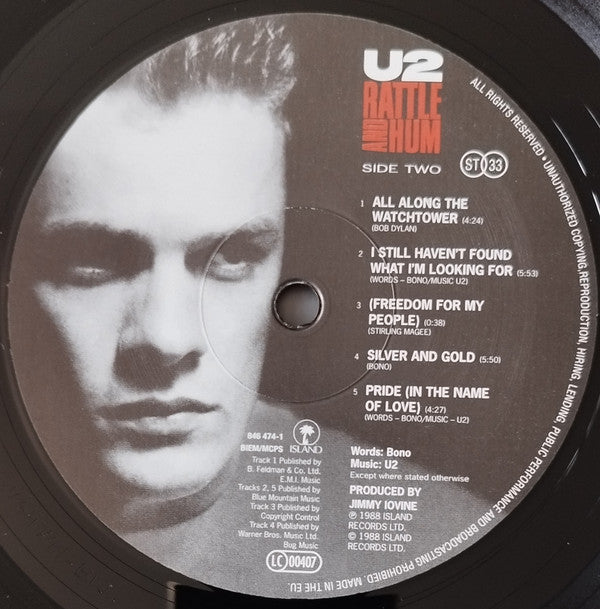 U2
RATTLE
AND HUM
SIDE TWO
ST 33
1 ALL ALONG THE
WATCHTOWER (4:24)
(BOB DYLAN)
2 I STILL HAVEN'T FOUND
WHAT I'M LOOKING FOR (5:53)
(WORDS – BONO/MUSIC U2)
3 (FREEDOM FOR MY
PEOPLE) (0:38)
(STIRLING MAGEE)
4 SILVER AND GOLD (5:50)
(BONO)
5 PRIDE (IN THE NAME
OF LOVE) (4:27)
(WORDS – BONO/MUSIC – U2)
846 474-1
BIEM/MCPS
ISLAND
Track 1 Published by
B. Feldman & Co. Ltd.
E.M.I. Music
Tracks 2, 5 Published by
Blue Mountain Music
Track 3 Published by
Copyright Control
Track 4 Published by
Warner Bros. Music Ltd.
Bug Music
LC 00407
Words: Bono
Music: U2
Except where stated otherwise
PRODUCED BY
JIMMY IOVINE
℗ 1988 ISLAND
RECORDS LTD.
© 1988 ISLAND
RECORDS LTD.
ALL RIGHTS RESERVED • UNAUTHORIZED COPYING, REPRODUCTION, HIRING, LENDING, PUBLIC PERFORMANCE AND BROADCASTING PROHIBITED. MADE IN THE EU.